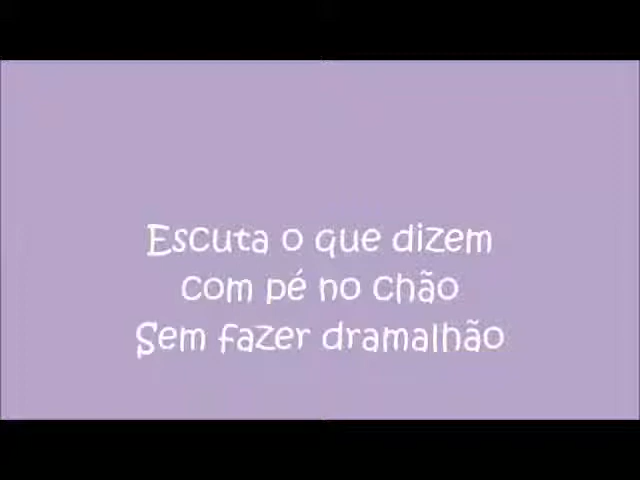 Escuta o que dizem
com pé no chão
Sem fazer dramalhão